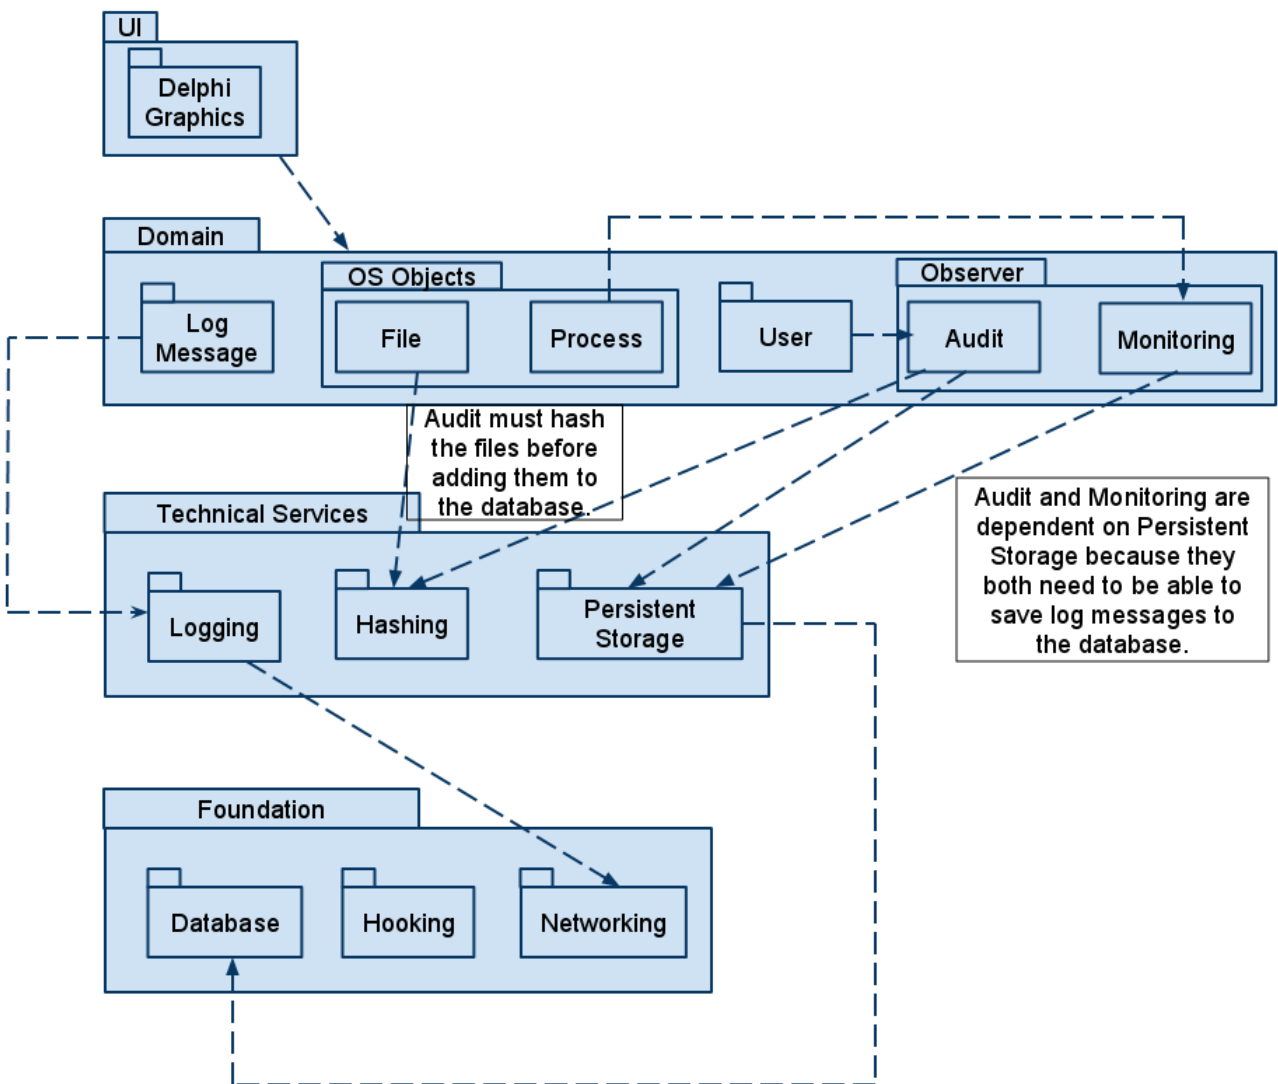 UI
Delphi
Graphics
Domain
OS Objects
Observer
Log
Message
File
Process
User
Audit
Monitoring
Audit must hash
the files before
adding them to
the database.
Audit and Monitoring are
dependent on Persistent
Storage because they
both need to be able to
save log messages to
the database.
Technical Services
Logging
Hashing
Persistent
Storage
Foundation
Database
Hooking
Networking